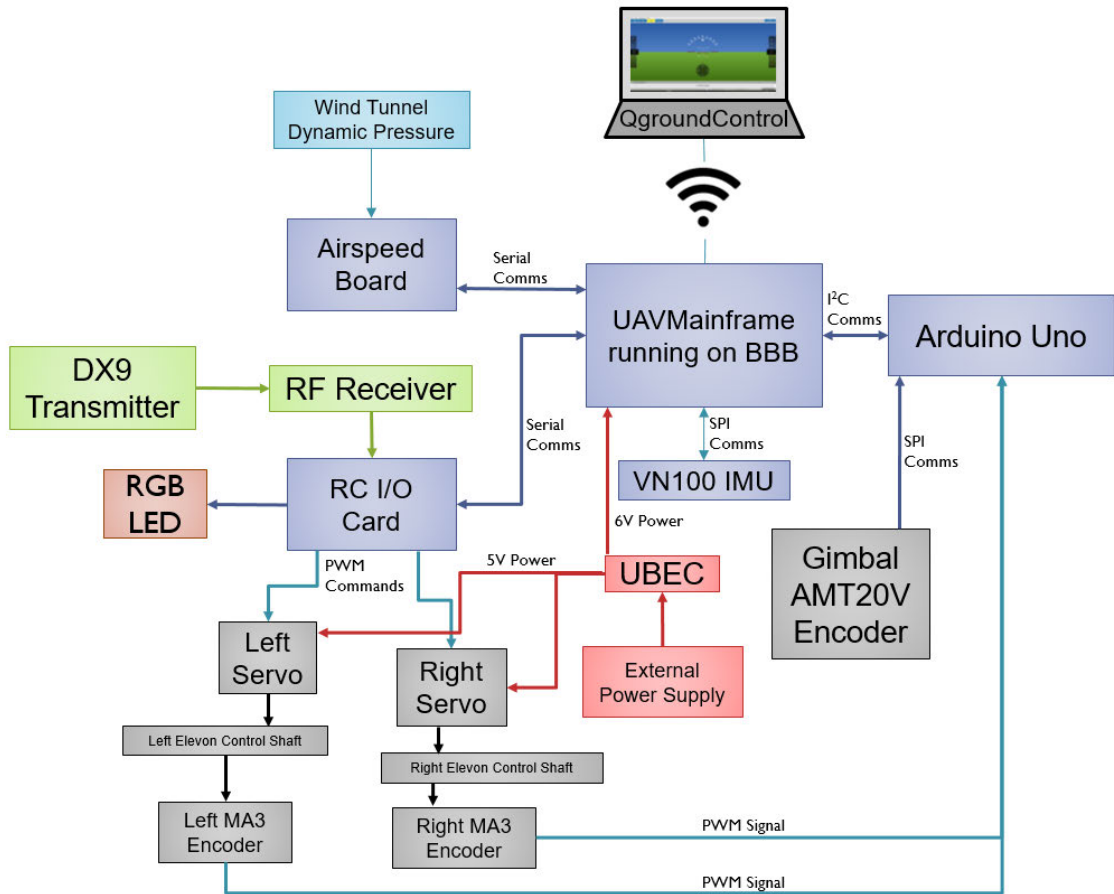 QgroundControl
Wind Tunnel
Dynamic Pressure
Airspeed
Board
Serial
Comms
UAVMainframe
running on BBB
I²C
Comms
Arduino Uno
DX9
Transmitter
RF Receiver
Serial
Comms
SPI
Comms
SPI
Comms
VN100 IMU
RGB
LED
RC I/O
Card
6V Power
5V Power
PWM
Commands
UBEC
Gimbal
AMT20V
Encoder
Left
Servo
Right
Servo
External
Power Supply
Left Elevon Control Shaft
Right Elevon Control Shaft
Left MA3
Encoder
Right MA3
Encoder
PWM Signal
PWM Signal